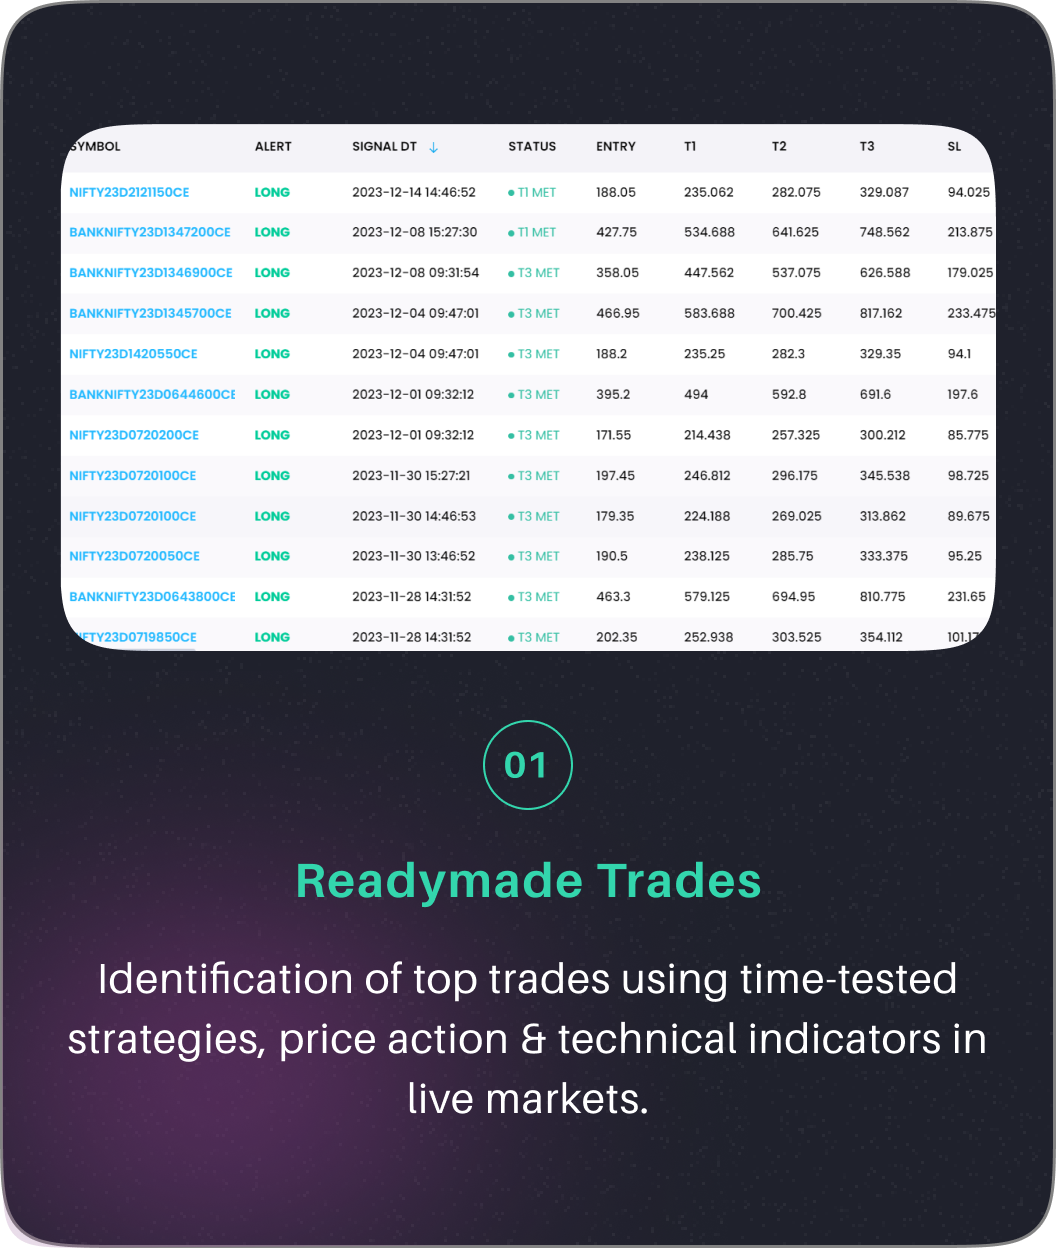 SYMBOL ALERT SIGNAL DT ↓ STATUS ENTRY T1 T2 T3 SL
NIFTY23D2121150CE LONG 2023-12-14 14:46:52 T1 MET 188.05 235.062 282.075 329.087 94.025
BANKNIFTY23D1347200CE LONG 2023-12-08 15:27:30 T1 MET 427.75 534.688 641.625 748.562 213.875
BANKNIFTY23D1346900CE LONG 2023-12-08 09:31:54 T3 MET 358.05 447.562 537.075 626.588 179.025
BANKNIFTY23D1345700CE LONG 2023-12-04 09:47:01 T3 MET 466.95 583.688 700.425 817.162 233.475
NIFTY23D1420550CE LONG 2023-12-04 09:47:01 T3 MET 188.2 235.25 282.3 329.35 94.1
BANKNIFTY23D0644600CE LONG 2023-12-01 09:32:12 T3 MET 395.2 494 592.8 691.6 197.6
NIFTY23D0720200CE LONG 2023-12-01 09:32:12 T3 MET 171.55 214.438 257.325 300.212 85.775
NIFTY23D0720100CE LONG 2023-11-30 15:27:21 T3 MET 197.45 246.812 296.175 345.538 98.725
NIFTY23D0720100CE LONG 2023-11-30 14:46:53 T3 MET 179.35 224.188 269.025 313.862 89.675
NIFTY23D0720050CE LONG 2023-11-30 13:46:52 T3 MET 190.5 238.125 285.75 333.375 95.25
BANKNIFTY23D0643800CE LONG 2023-11-28 14:31:52 T3 MET 463.3 579.125 694.95 810.775 231.65
NIFTY23D0719850CE LONG 2023-11-28 14:31:52 T3 MET 202.35 252.938 303.525 354.112
01
Readymade Trades
Identification of top trades using time-tested
strategies, price action & technical indicators in
live markets.